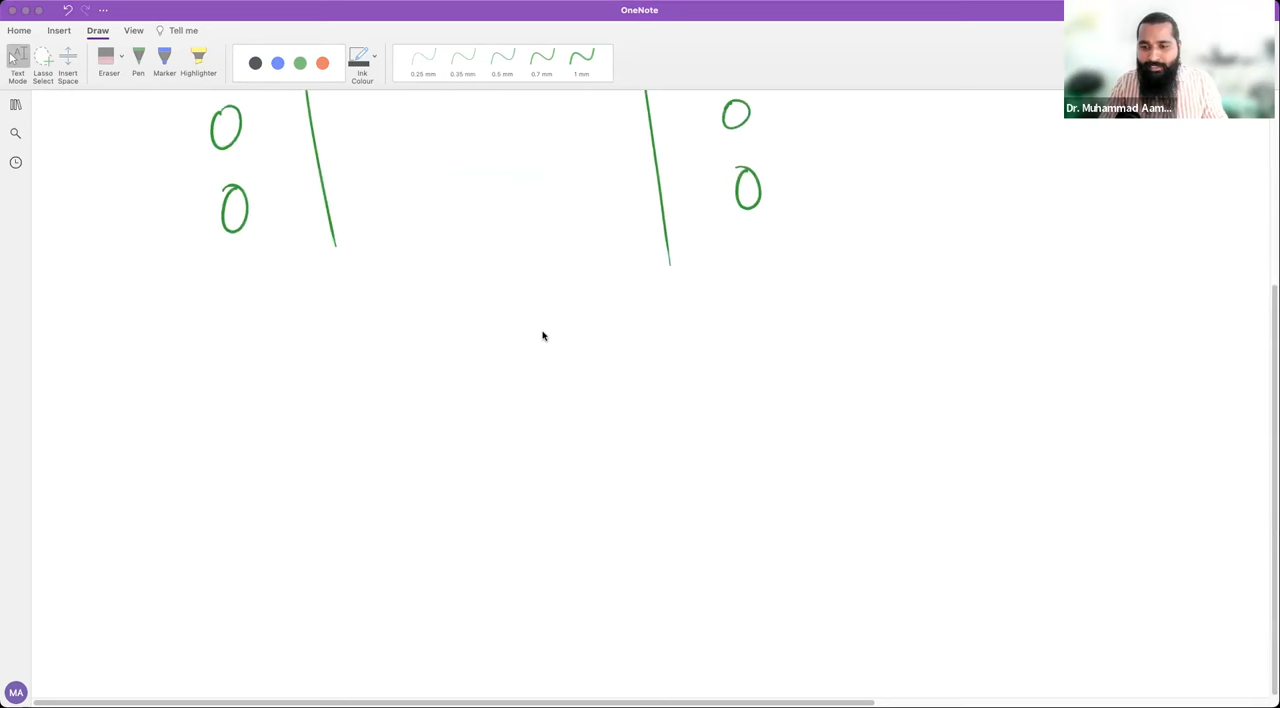 OneNote
Home Insert Draw View Tell me
Text Mode
Lasso Select
Insert Space
Eraser
Pen
Marker
Highlighter
Ink Colour
0.25 mm 0.35 mm 0.5 mm 0.7 mm 1 mm
Dr. Muhammad Aam...
0 0
0 0
MA